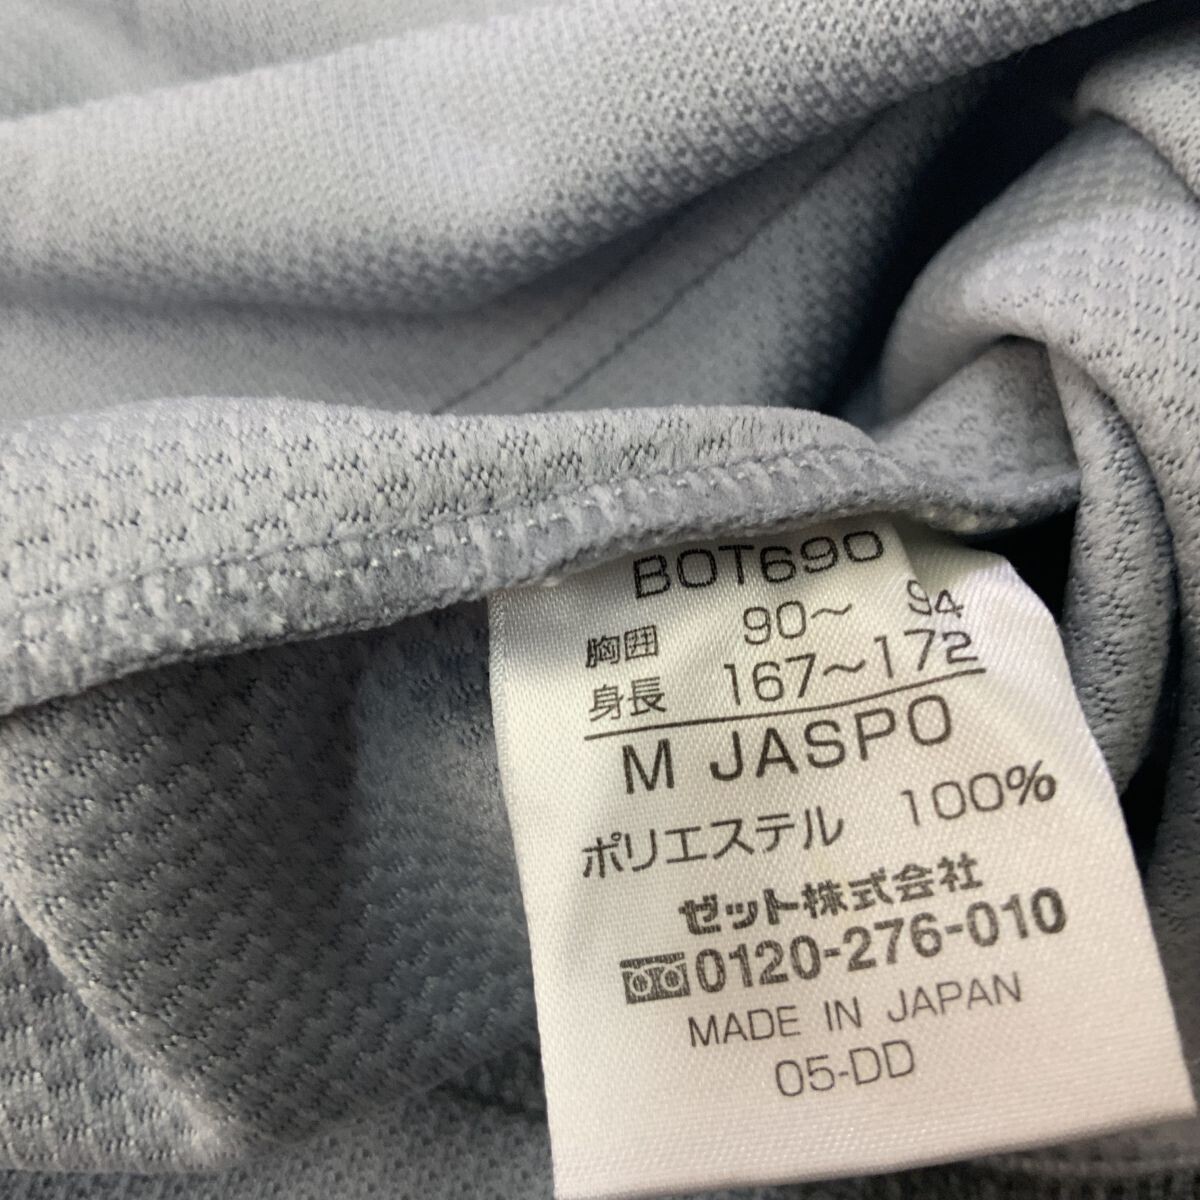 BOT690
胸囲 90～ 94
身長 167～172
M JASPO
ポリエステル 100%
ゼット株式会社
0120-276-010
MADE IN JAPAN
05-DD